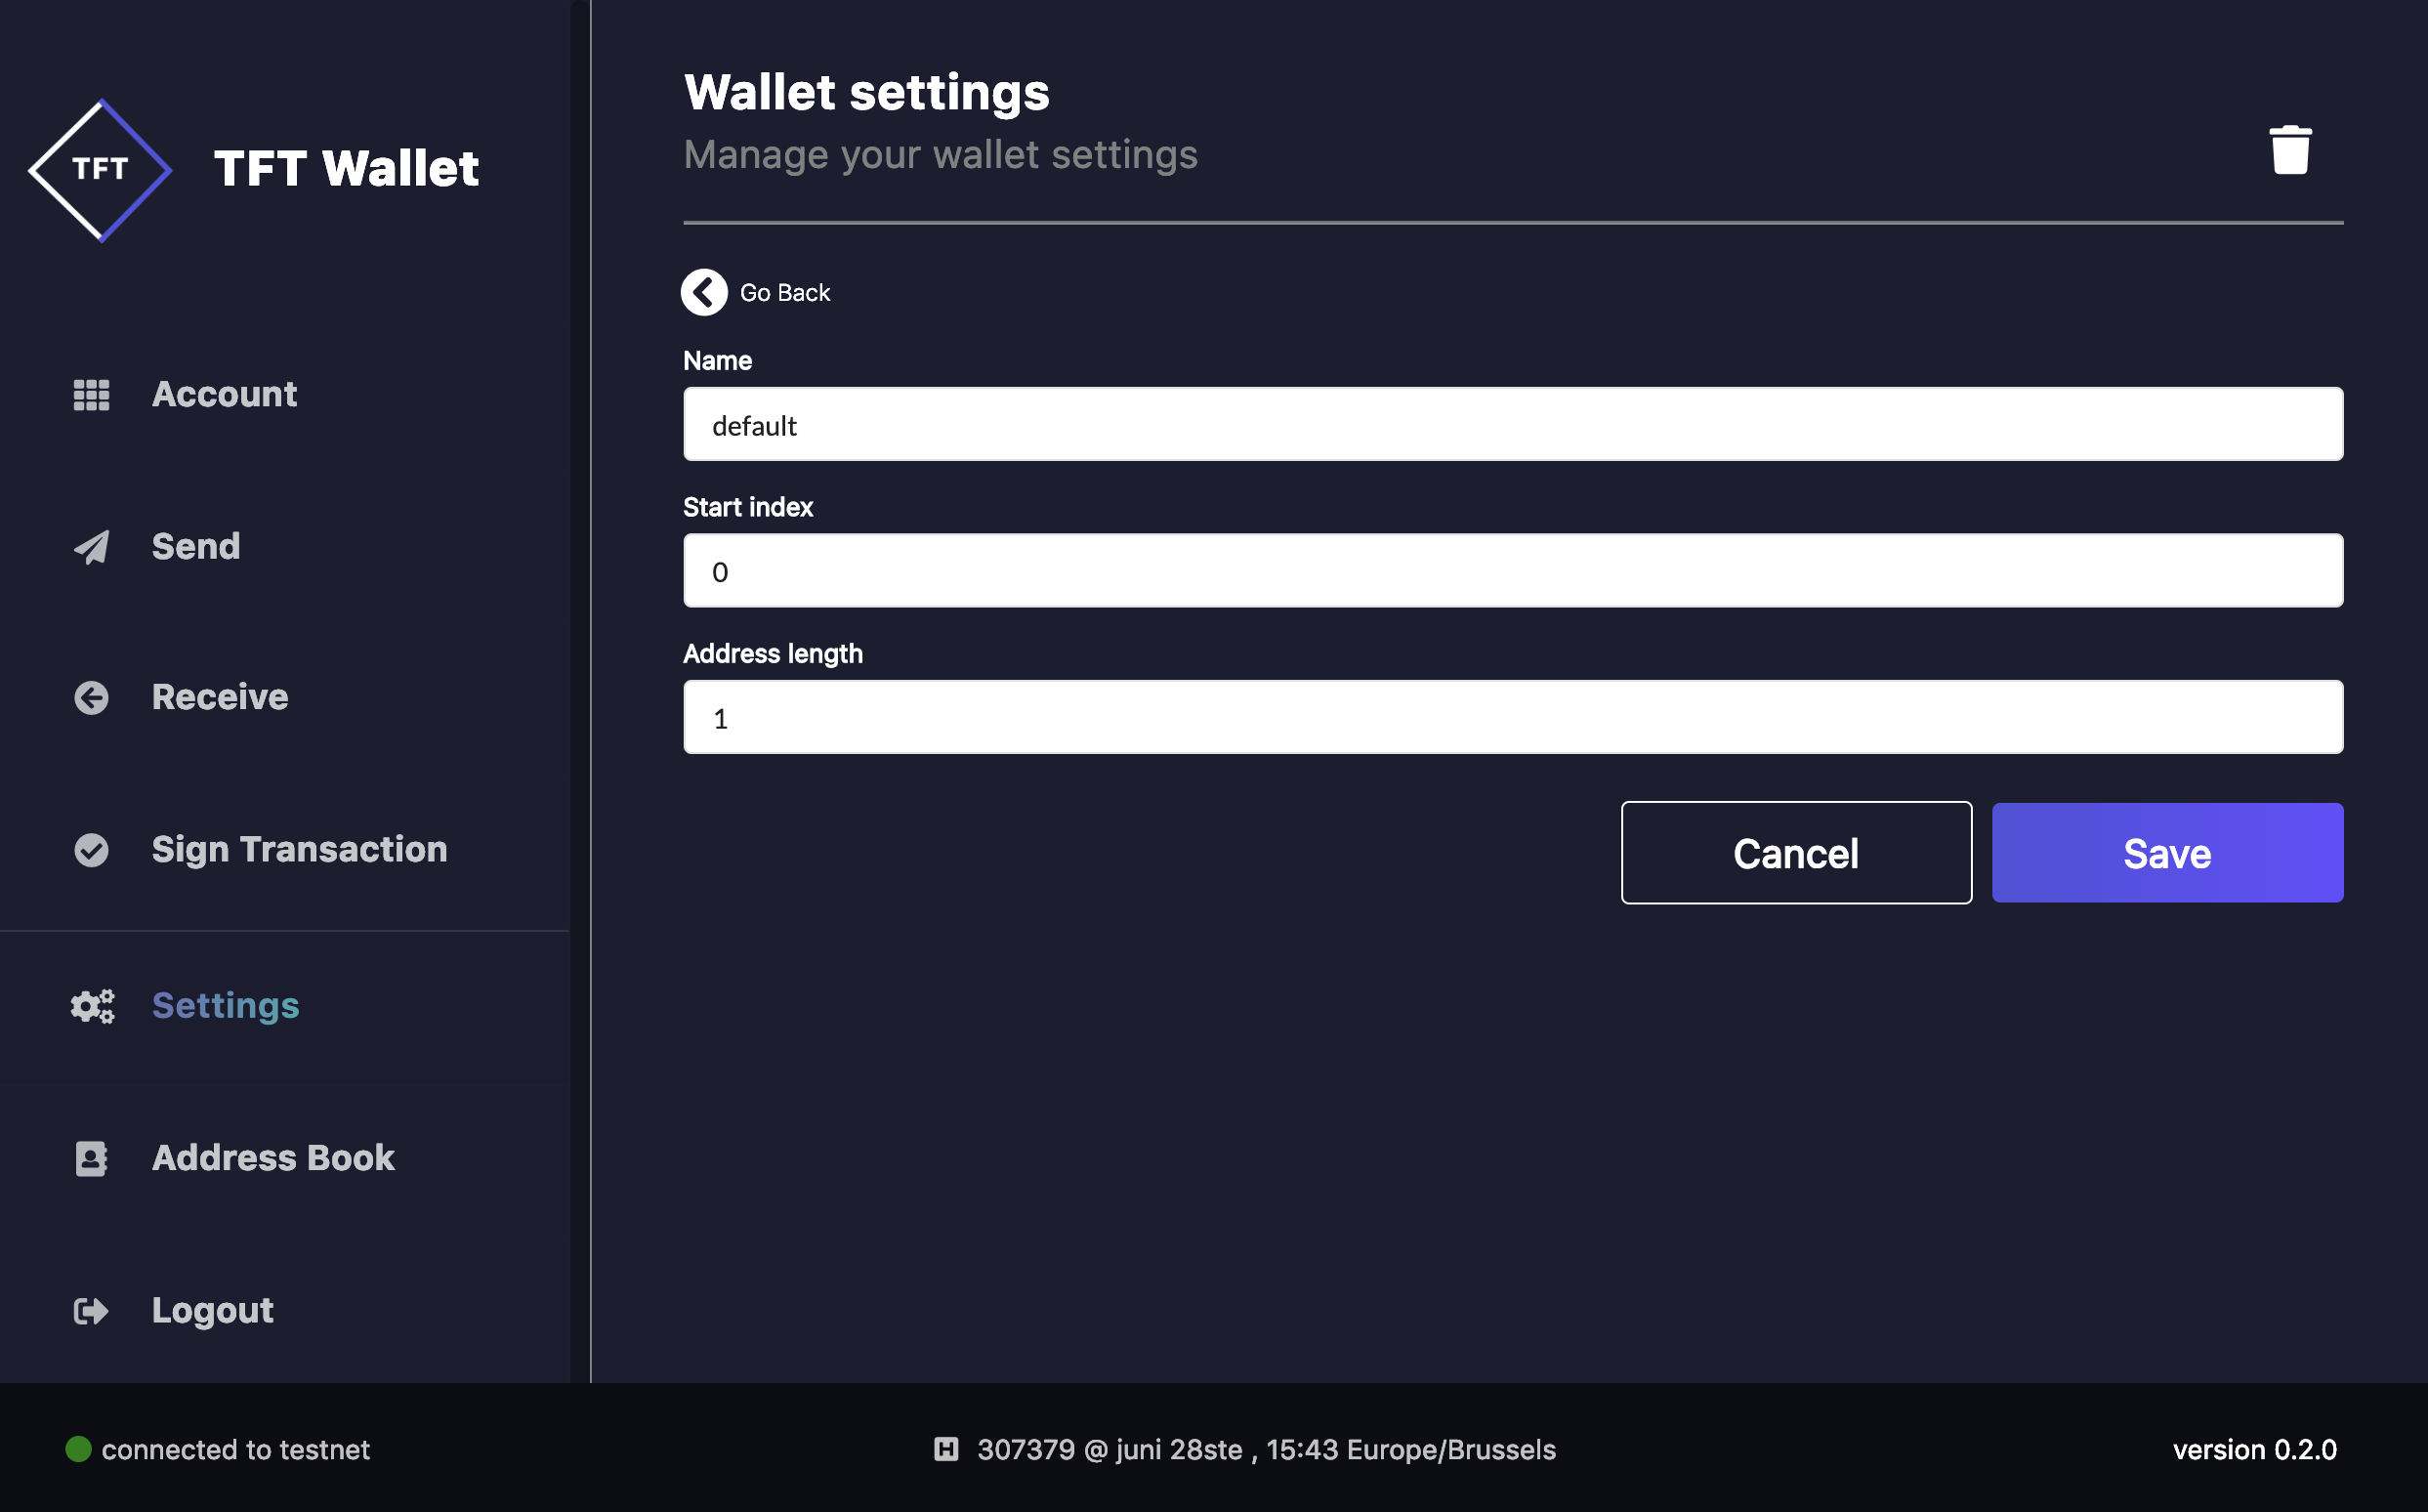 TFT
TFT Wallet
Account
Send
Receive
Sign Transaction
Settings
Address Book
Logout
Wallet settings
Manage your wallet settings
Go Back
Name
default
Start index
0
Address length
1
Cancel
Save
connected to testnet
H 307379 @ juni 28ste , 15:43 Europe/Brussels
version 0.2.0